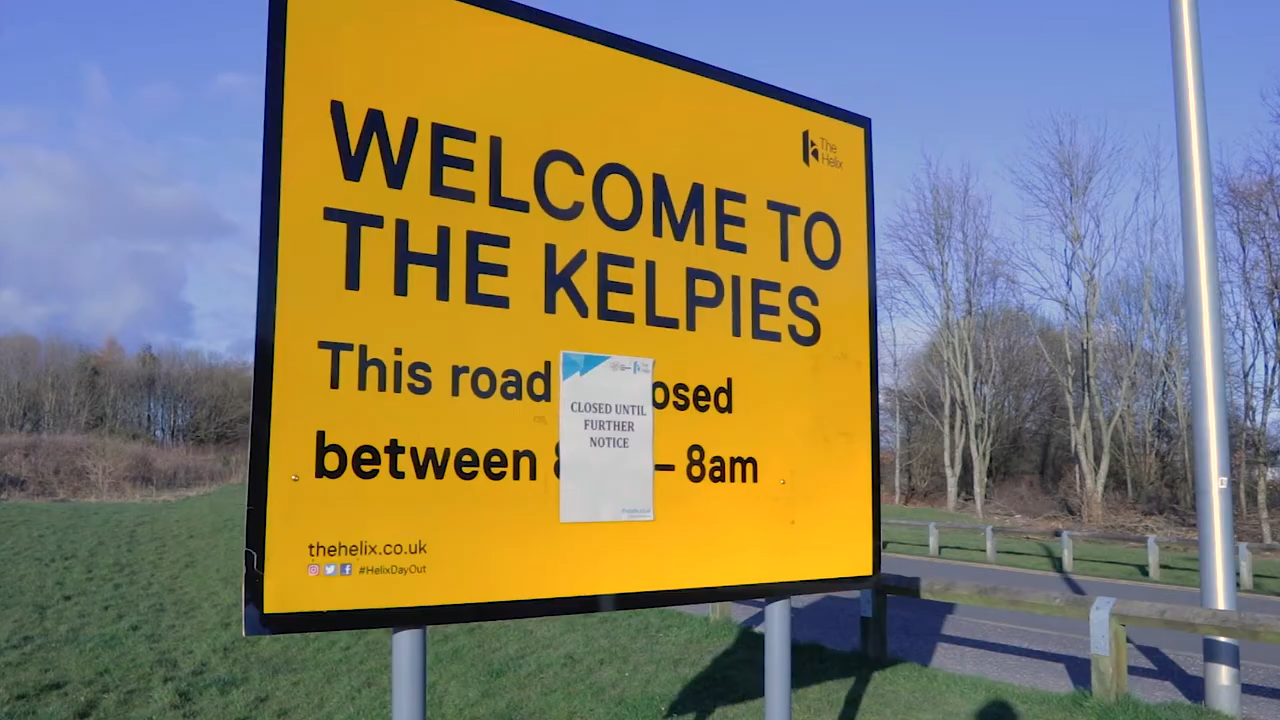 The
Helix
WELCOME TO
THE KELPIES
This road
osed
between
– 8am
CLOSED UNTIL
FURTHER
NOTICE
thehelix.co.uk
#HelixDayOut